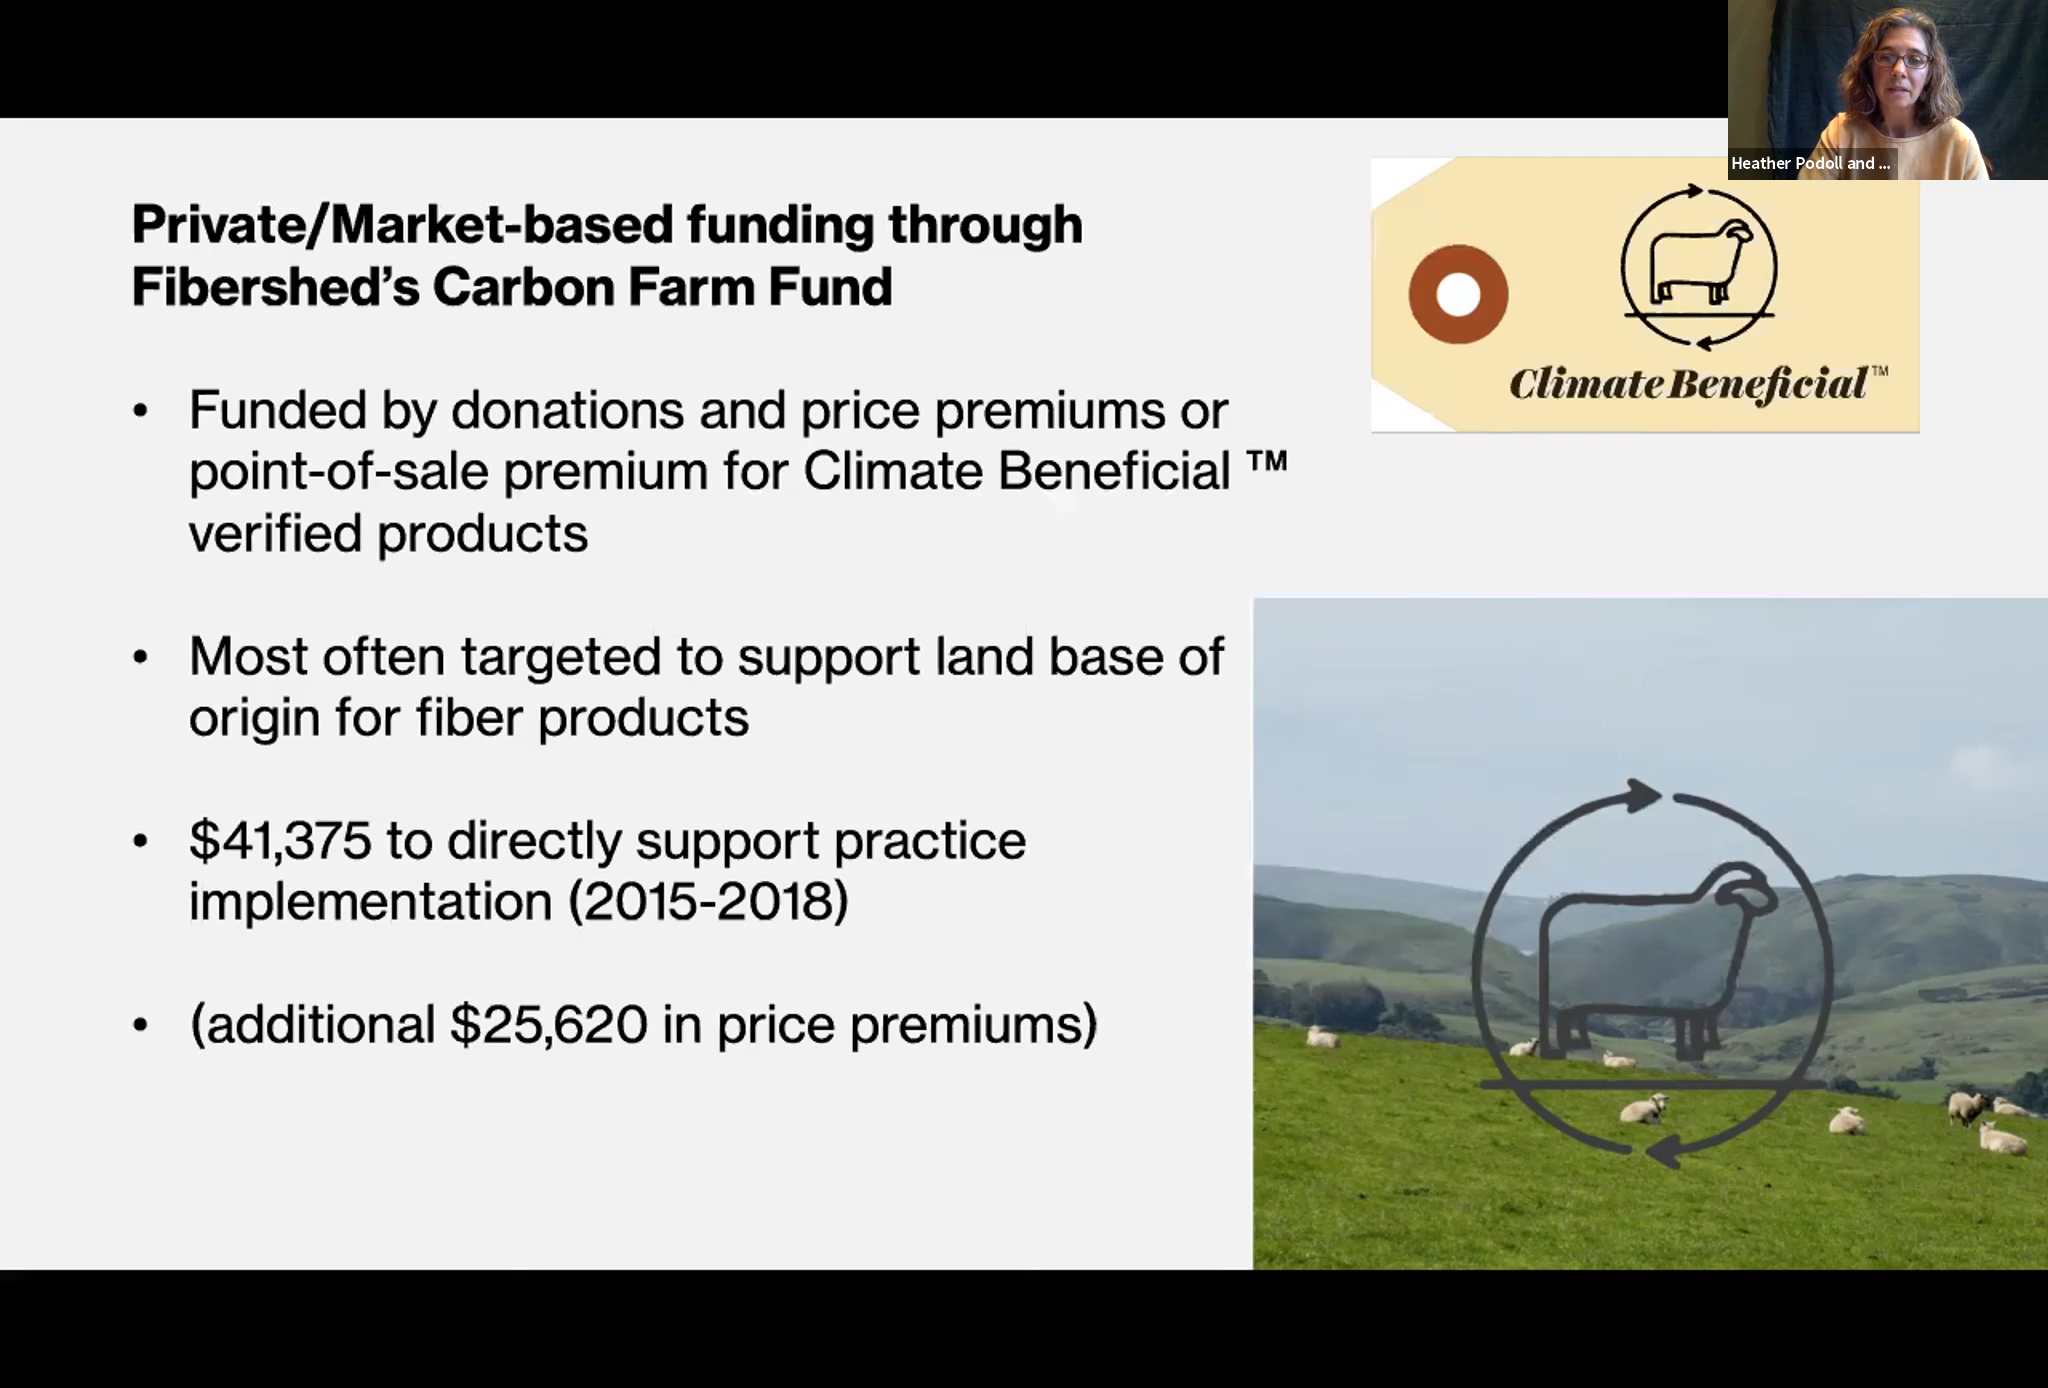 Heather Podoll and ...
Private/Market-based funding through
Fibershed’s Carbon Farm Fund
Climate Beneficial™
• Funded by donations and price premiums or
point-of-sale premium for Climate Beneficial ™
verified products
• Most often targeted to support land base of
origin for fiber products
• $41,375 to directly support practice
implementation (2015-2018)
• (additional $25,620 in price premiums)